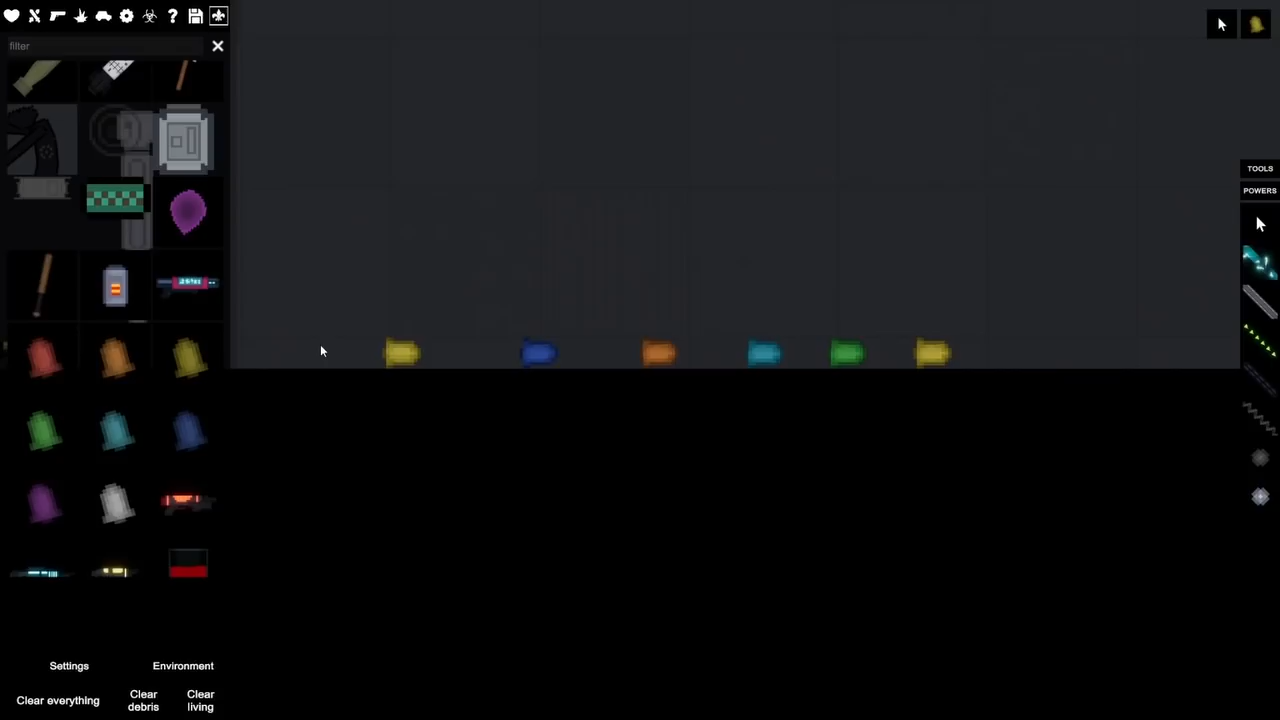 filter
TOOLS
POWERS
Settings
Environment
Clear everything
Clear
debris
Clear
living